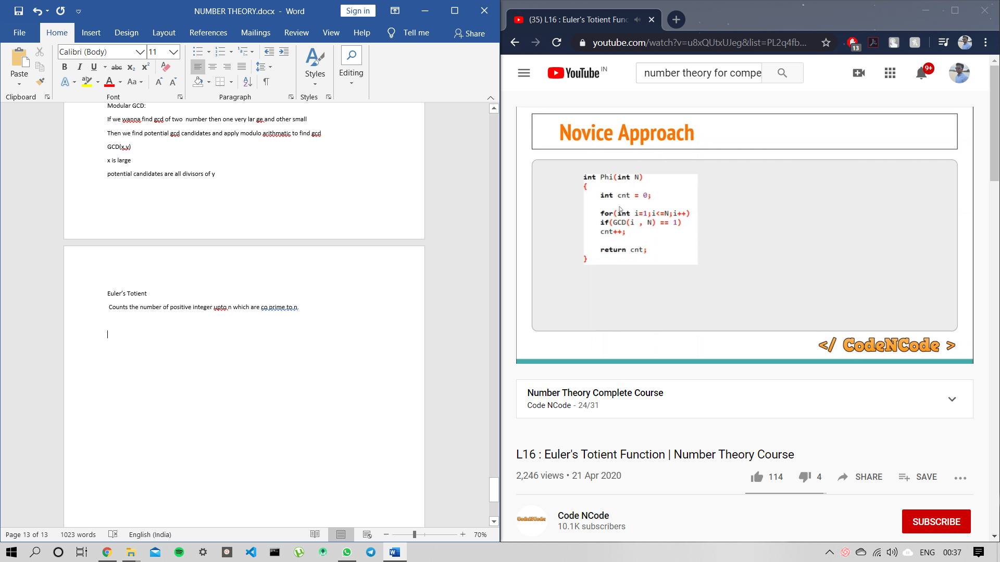 NUMBER THEORY.docx - Word
Sign in
File
Home
Insert
Design
Layout
References
Mailings
Review
View
Help
Tell me
Share
Paste
Clipboard
Calibri (Body)
11
Font
Paragraph
Styles
Styles
Editing
Modular GCD:
If we wanna find gcd of two number then one very lar ge and other small
Then we find potential gcd candidates and apply modulo arithmatic to find gcd
GCD(x,y)
x is large
potential candidates are all divisors of y
Euler's Totient
Counts the number of positive integer upto n which are co prime to n.
Page 13 of 13
1023 words
English (India)
70%
(35) L16 : Euler's Totient Func
youtube.com/watch?v=u8xQUtxUJeg&list=PL2q4fb...
13
YouTube IN
number theory for compe
9+
Novice Approach
int Phi(int N)
{
int cnt = 0;
for(int i=1;i<=N;i++)
if(GCD(i , N) == 1)
cnt++;
return cnt;
}
</ CodeNCode >
Number Theory Complete Course
Code NCode - 24/31
L16 : Euler's Totient Function | Number Theory Course
2,246 views • 21 Apr 2020
114
4
SHARE
SAVE
CodeNCode
Code NCode
10.1K subscribers
SUBSCRIBE
ENG
00:37